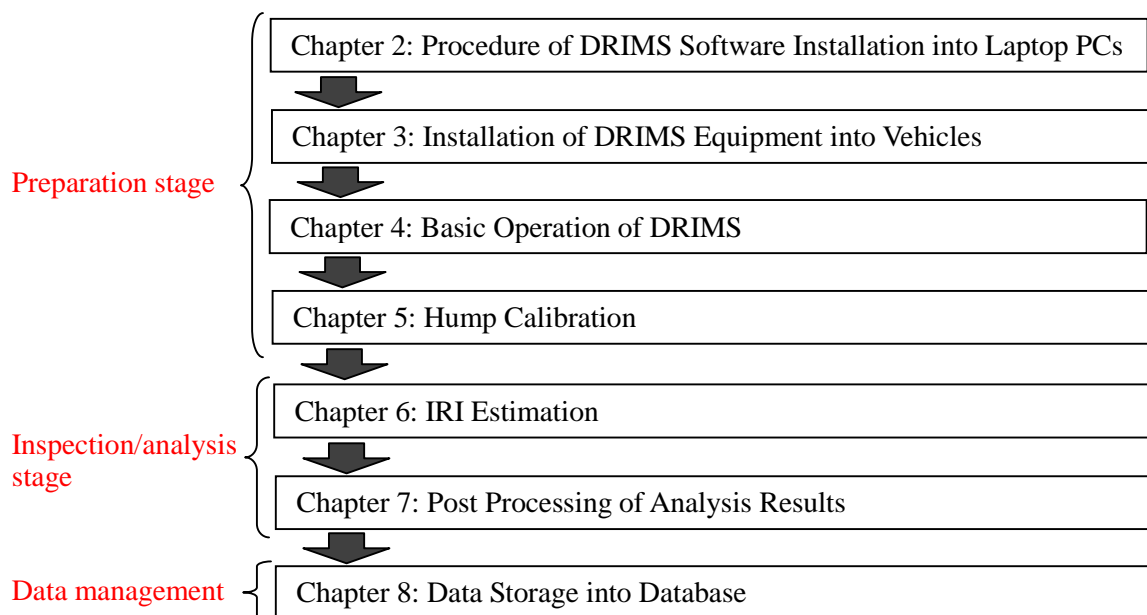 Chapter 2: Procedure of DRIMS Software Installation into Laptop PCs
Chapter 3: Installation of DRIMS Equipment into Vehicles
Preparation stage
Chapter 4: Basic Operation of DRIMS
Chapter 5: Hump Calibration
Chapter 6: IRI Estimation
Inspection/analysis
stage
Chapter 7: Post Processing of Analysis Results
Data management
Chapter 8: Data Storage into Database